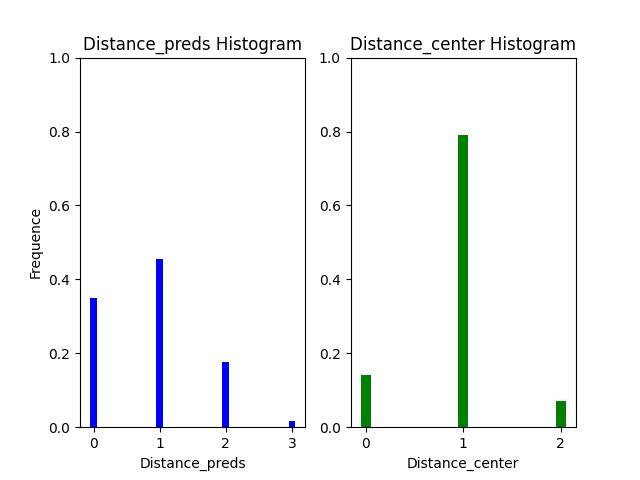 Distance_preds Histogram
1.0
0.8
0.6
0.4
0.2
0.0
Frequence
0 1 2 3
Distance_preds
Distance_center Histogram
1.0
0.8
0.6
0.4
0.2
0.0
0 1 2
Distance_center